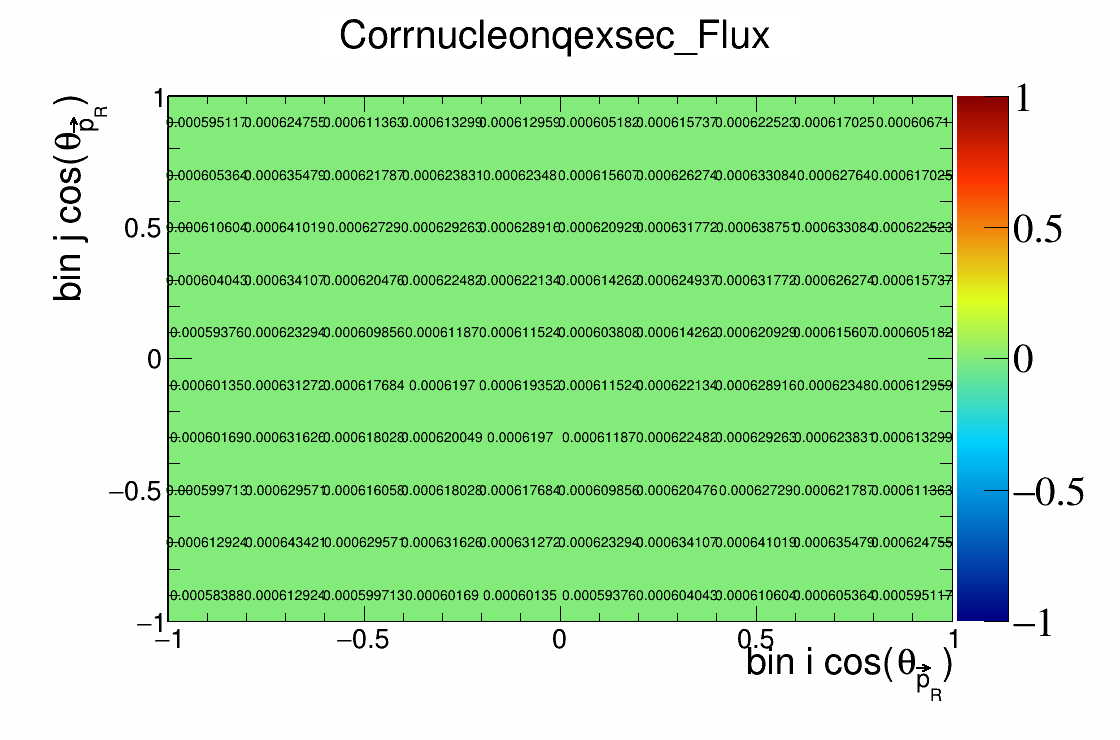 Corrnucleonqexsec_Flux
bin j cos(θ p⃗ R)
1
0.000595117 0.000624755 0.000611363 0.000613299 0.000612959 0.000605182 0.000615737 0.000622523 0.000617025 0.00060671
0.000605364 0.000635479 0.000621787 0.000623831 0.00062348 0.000615607 0.000626274 0.000633084 0.00062764 0.000617025
0.5 0.000610604 0.000641019 0.00062729 0.000629263 0.000628916 0.000620929 0.000631772 0.000638751 0.000633084 0.000622523
0.000604043 0.000634107 0.000620476 0.000622482 0.000622134 0.000614262 0.000624937 0.000631772 0.000626274 0.000615737
0.00059376 0.000623294 0.000609856 0.00061187 0.000611524 0.000603808 0.000614262 0.000620929 0.000615607 0.000605182
0
0.00060135 0.000631272 0.000617684 0.0006197 0.000619352 0.000611524 0.000622134 0.000628916 0.00062348 0.000612959
0.00060169 0.000631626 0.000618028 0.000620049 0.0006197 0.00061187 0.000622482 0.000629263 0.000623831 0.000613299
−0.5 0.000599713 0.000629571 0.000616058 0.000618028 0.000617684 0.000609856 0.000620476 0.00062729 0.000621787 0.000611363
0.000612924 0.000643421 0.000629571 0.000631626 0.000631272 0.000623294 0.000634107 0.000641019 0.000635479 0.000624755
0.00058388 0.000612924 0.000599713 0.00060169 0.00060135 0.00059376 0.000604043 0.000610604 0.000605364 0.000595117
−1
−1 −0.5 0 0.5 1
bin i cos(θ p⃗ R)
1
0.5
0
−0.5
−1